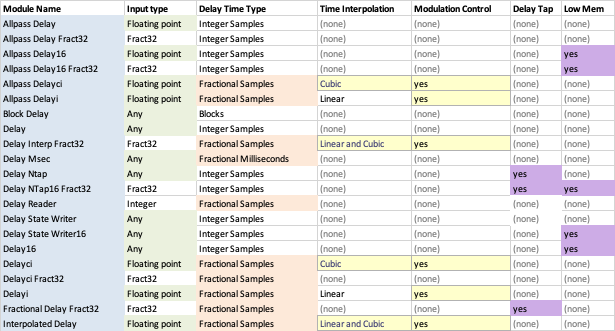 Module Name Input type Delay Time Type Time Interpolation Modulation Control Delay Tap Low Mem
Allpass Delay Floating point Integer Samples (none) (none) (none) (none)
Allpass Delay Fract32 Fract32 Integer Samples (none) (none) (none) (none)
Allpass Delay16 Floating point Integer Samples (none) (none) (none) yes
Allpass Delay16 Fract32 Fract32 Integer Samples (none) (none) (none) yes
Allpass Delayci Floating point Fractional Samples Cubic yes (none) (none)
Allpass Delayi Floating point Fractional Samples Linear yes (none) (none)
Block Delay Any Blocks (none) (none) (none) (none)
Delay Any Integer Samples (none) (none) (none) (none)
Delay Interp Fract32 Fract32 Fractional Samples Linear and Cubic yes (none) (none)
Delay Msec Any Fractional Milliseconds (none) (none) (none) (none)
Delay Ntap Any Integer Samples (none) (none) yes (none)
Delay NTap16 Fract32 Fract32 Integer Samples (none) (none) yes yes
Delay Reader Integer Fractional Samples (none) (none) (none) (none)
Delay State Writer Any Integer Samples (none) (none) (none) (none)
Delay State Writer16 Any Integer Samples (none) (none) (none) yes
Delay16 Any Integer Samples (none) (none) (none) yes
Delayci Floating point Fractional Samples Cubic yes (none) (none)
Delayci Fract32 Fract32 Fractional Samples (none) (none) (none) (none)
Delayi Floating point Fractional Samples Linear yes (none) (none)
Fractional Delay Fract32 Fract32 Fractional Samples (none) (none) yes (none)
Interpolated Delay Floating point Fractional Samples Linear and Cubic yes (none) (none)